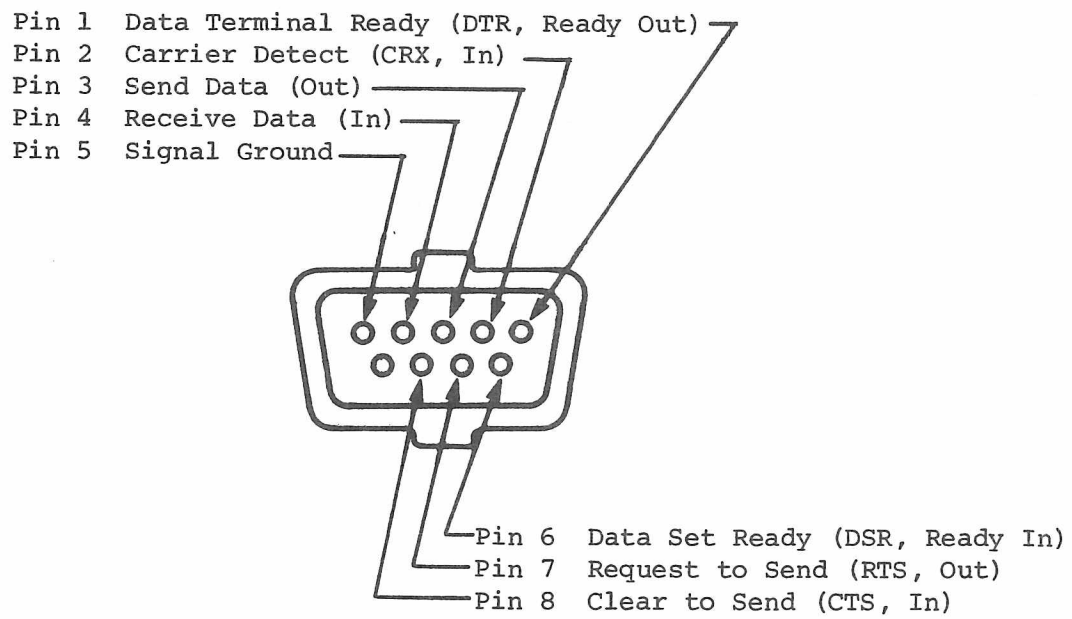 Pin 1 Data Terminal Ready (DTR, Ready Out)
Pin 2 Carrier Detect (CRX, In)
Pin 3 Send Data (Out)
Pin 4 Receive Data (In)
Pin 5 Signal Ground
Pin 6 Data Set Ready (DSR, Ready In)
Pin 7 Request to Send (RTS, Out)
Pin 8 Clear to Send (CTS, In)